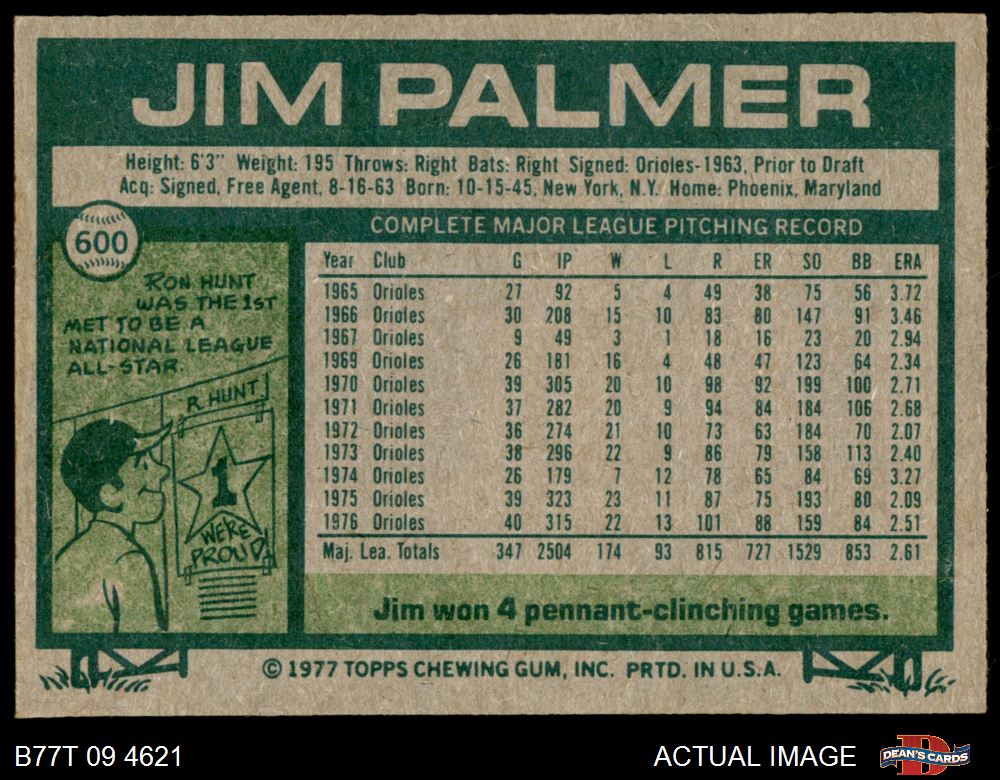 JIM PALMER
Height: 6'3" Weight: 195 Throws: Right Bats: Right Signed: Orioles-1963, Prior to Draft
Acq: Signed, Free Agent, 8-16-63 Born: 10-15-45, New York, N.Y. Home: Phoenix, Maryland
600
RON HUNT
WAS THE 1ST
MET TO BE A
NATIONAL LEAGUE
ALL-STAR.
R. HUNT
1
WE'RE
PROUD!
COMPLETE MAJOR LEAGUE PITCHING RECORD
Year Club G IP W L R ER SO BB ERA
1965 Orioles 27 92 5 4 49 38 75 56 3.72
1966 Orioles 30 208 15 10 83 80 147 91 3.46
1967 Orioles 9 49 3 1 18 16 23 20 2.94
1969 Orioles 26 181 16 4 48 47 123 64 2.34
1970 Orioles 39 305 20 10 98 92 199 100 2.71
1971 Orioles 37 282 20 9 94 84 184 106 2.68
1972 Orioles 36 274 21 10 73 63 184 70 2.07
1973 Orioles 38 296 22 9 86 79 158 113 2.40
1974 Orioles 26 179 7 12 78 65 84 69 3.27
1975 Orioles 39 323 23 11 87 75 193 80 2.09
1976 Orioles 40 315 22 13 101 88 159 84 2.51
Maj. Lea. Totals 347 2504 174 93 815 727 1529 853 2.61
Jim won 4 pennant-clinching games.
© 1977 TOPPS CHEWING GUM, INC. PRTD. IN U.S.A.
B77T 09 4621
ACTUAL IMAGE
DEAN'S CARDS